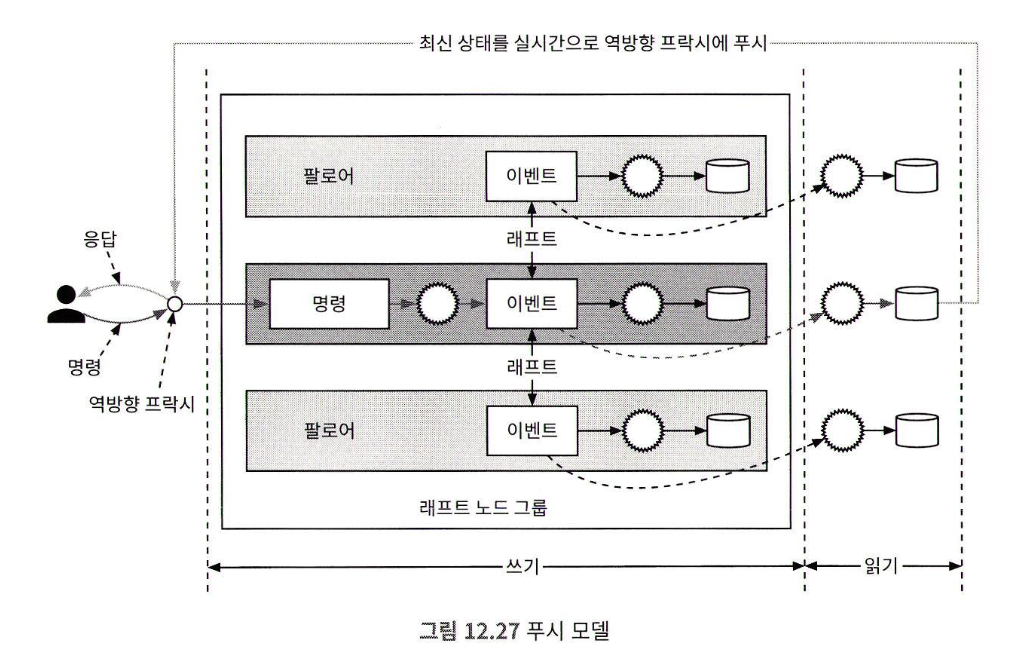 최신 상태를 실시간으로 역방향 프락시에 푸시
팔로어
이벤트
응답
래프트
명령
이벤트
명령
래프트
역방향 프락시
팔로어
이벤트
래프트 노드 그룹
쓰기
읽기
그림 12.27 푸시 모델